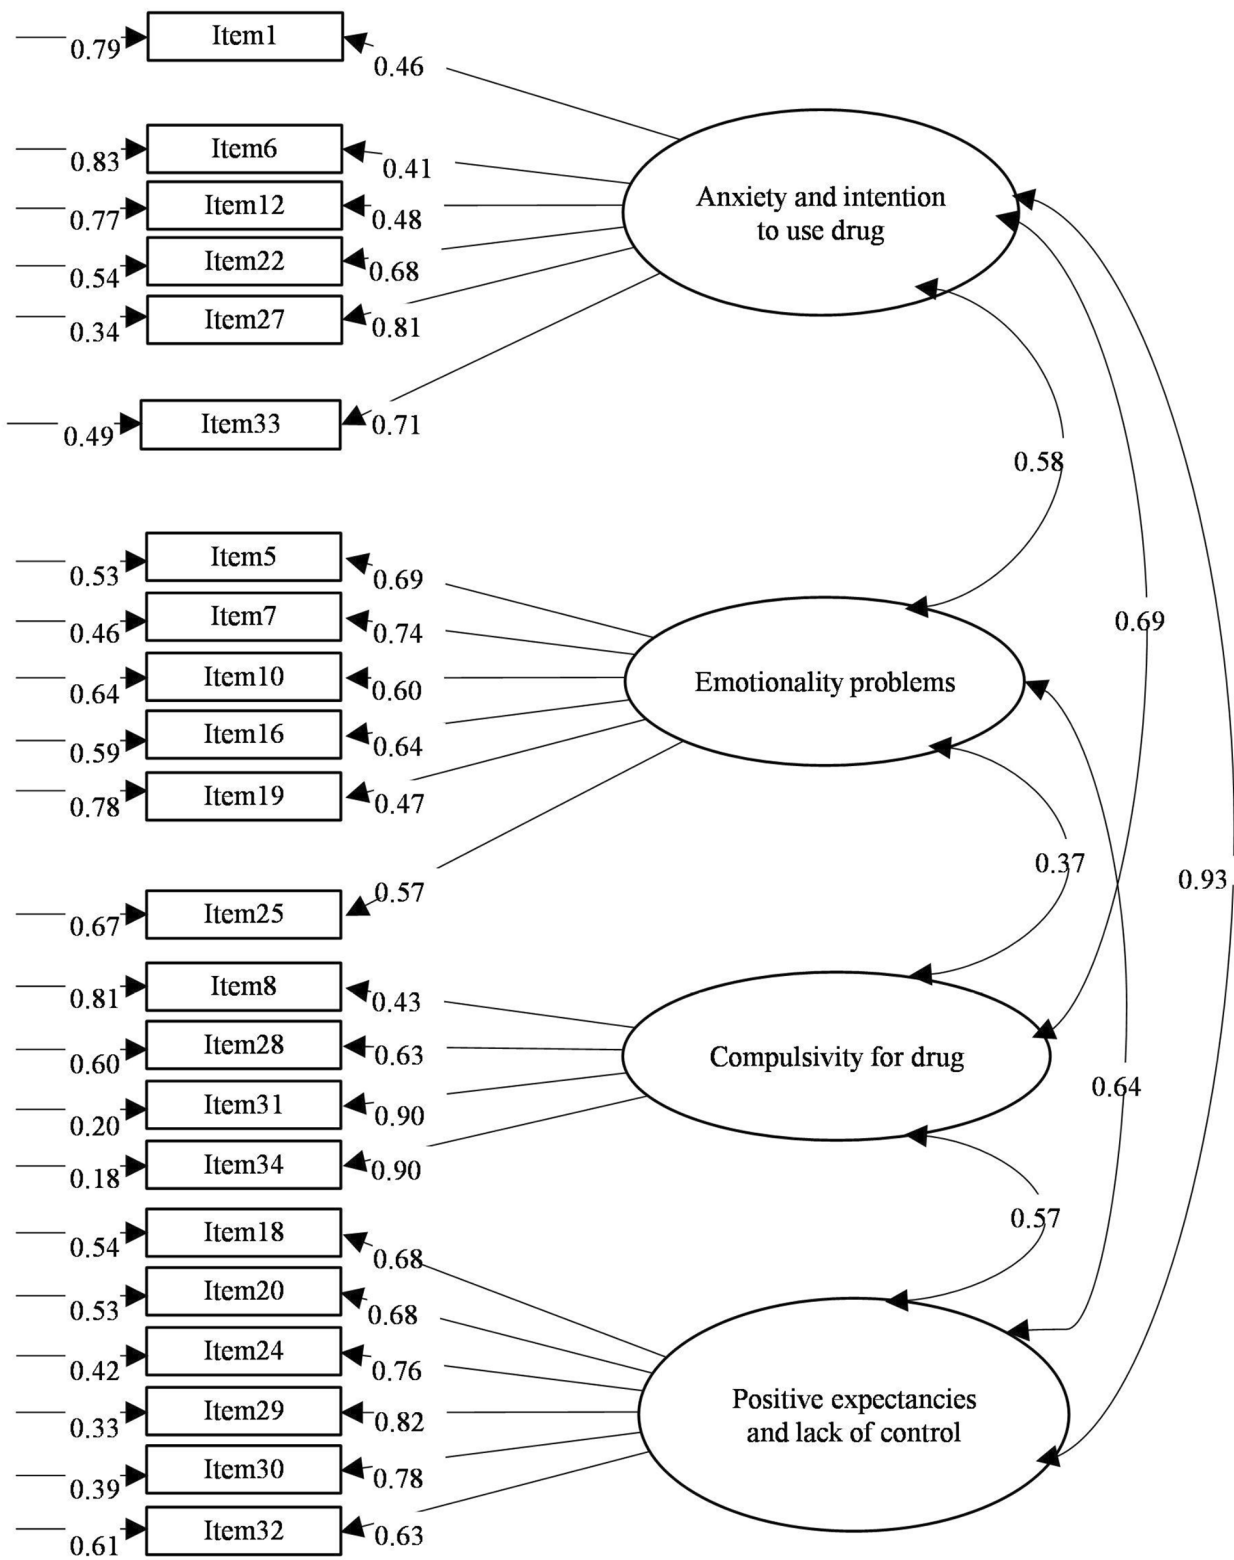 0.79 Item1 0.46
0.83 Item6 0.41
0.77 Item12 0.48
0.54 Item22 0.68
0.34 Item27 0.81
0.49 Item33 0.71
Anxiety and intention
to use drug
0.58
0.53 Item5 0.69
0.46 Item7 0.74
0.64 Item10 0.60
0.59 Item16 0.64
0.78 Item19 0.47
0.67 Item25 0.57
Emotionality problems
0.69
0.37
0.93
0.81 Item8 0.43
0.60 Item28 0.63
0.20 Item31 0.90
0.18 Item34 0.90
Compulsivity for drug
0.64
0.57
0.54 Item18 0.68
0.53 Item20 0.68
0.42 Item24 0.76
0.33 Item29 0.82
0.39 Item30 0.78
0.61 Item32 0.63
Positive expectancies
and lack of control